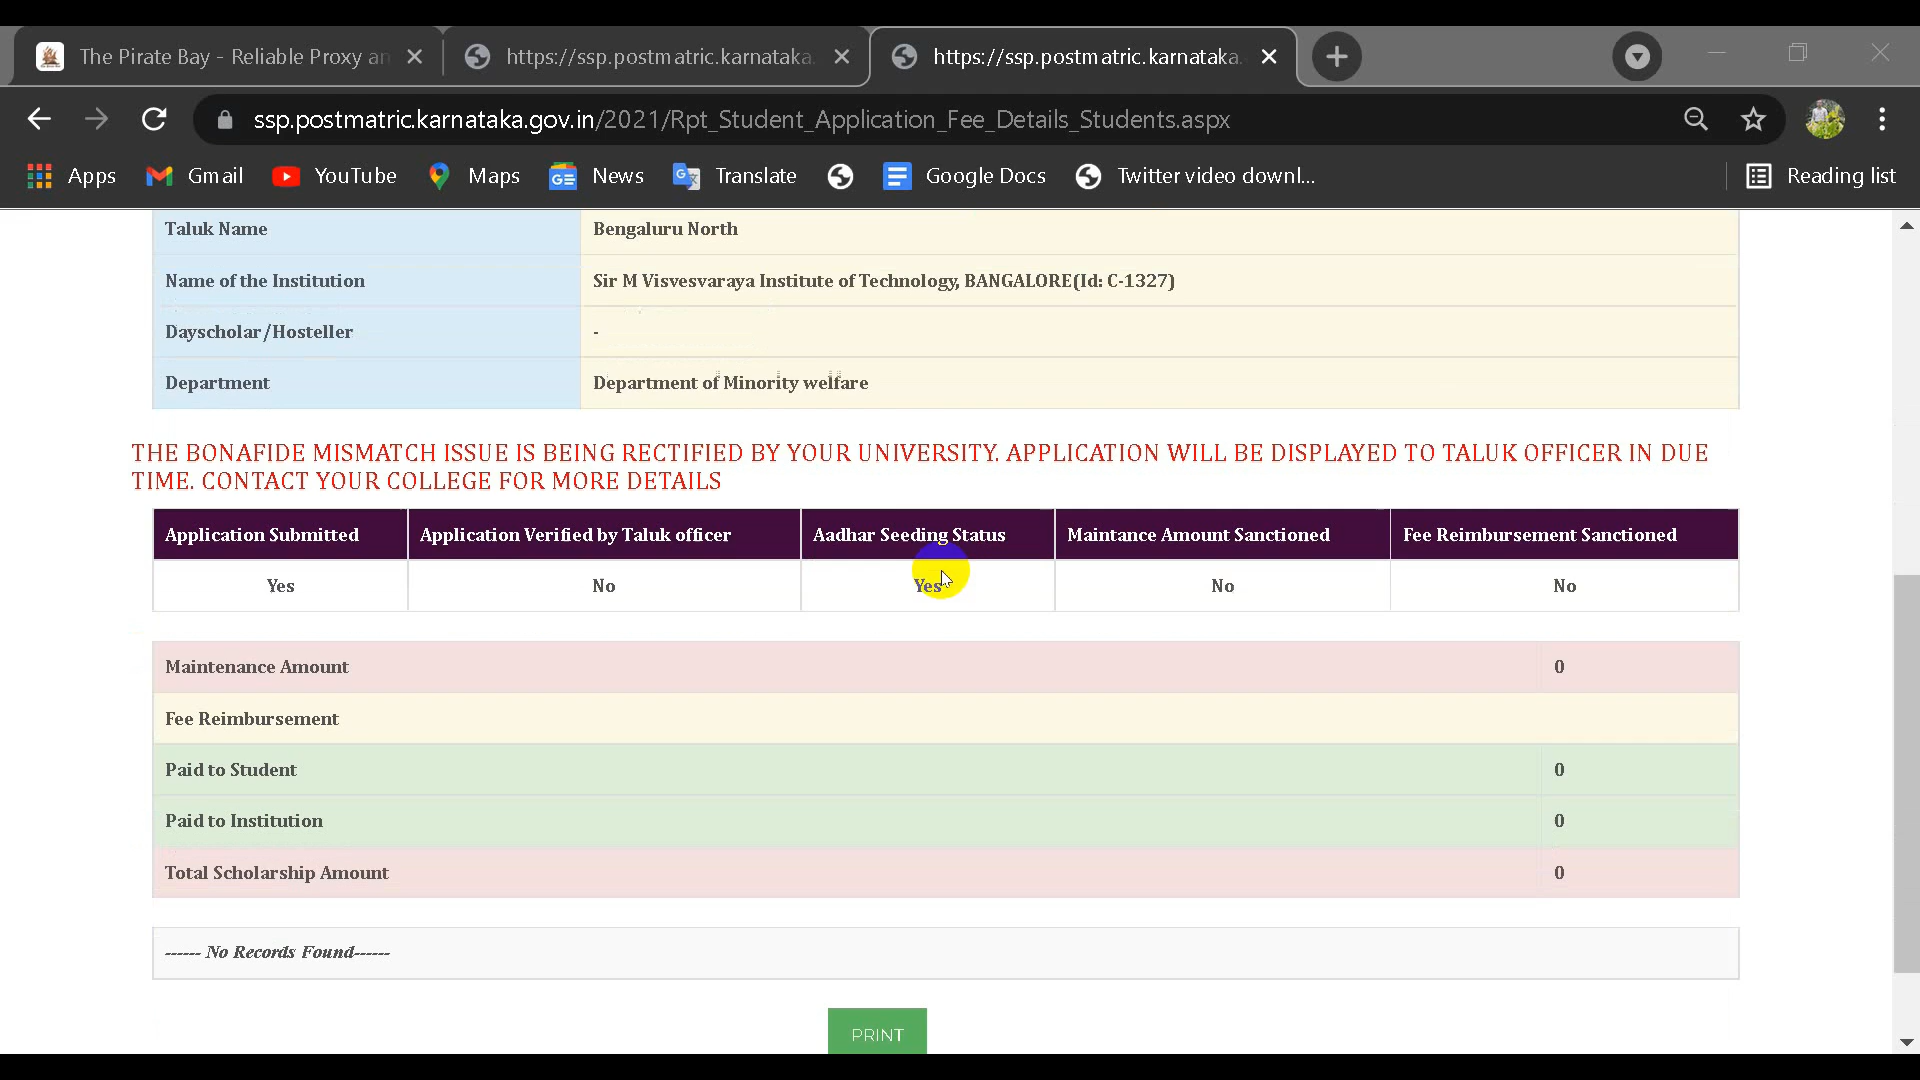 The Pirate Bay - Reliable Proxy an
https://ssp.postmatric.karnataka.
https://ssp.postmatric.karnataka.
ssp.postmatric.karnataka.gov.in/2021/Rpt_Student_Application_Fee_Details_Students.aspx
Apps Gmail YouTube Maps News Translate Google Docs Twitter video downl... Reading list
Taluk Name Bengaluru North
Name of the Institution Sir M Visvesvaraya Institute of Technology, BANGALORE(Id: C-1327)
Dayscholar/Hosteller -
Department Department of Minority welfare
THE BONAFIDE MISMATCH ISSUE IS BEING RECTIFIED BY YOUR UNIVERSITY. APPLICATION WILL BE DISPLAYED TO TALUK OFFICER IN DUE
TIME. CONTACT YOUR COLLEGE FOR MORE DETAILS
Application Submitted Application Verified by Taluk officer Aadhar Seeding Status Maintance Amount Sanctioned Fee Reimbursement Sanctioned
Yes No Yes No No
Maintenance Amount 0
Fee Reimbursement
Paid to Student 0
Paid to Institution 0
Total Scholarship Amount 0
------ No Records Found------
PRINT